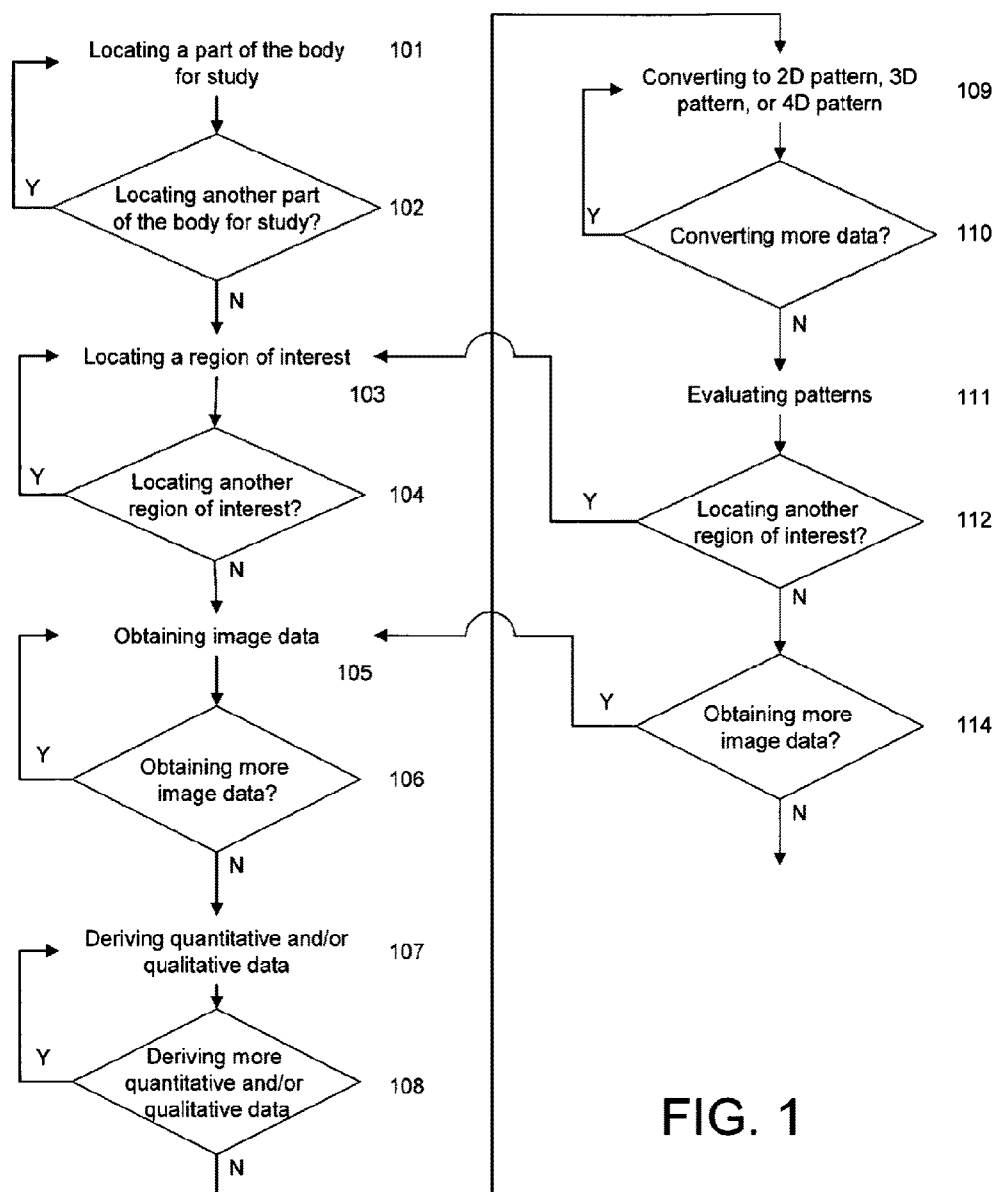 Locating a part of the body
for study
101
Locating another part
of the body for study?
102
Y
N
Locating a region of interest
103
Locating another
region of interest?
104
Y
N
Obtaining image data
105
Obtaining more
image data?
106
Y
N
Deriving quantitative and/or
qualitative data
107
Deriving more
quantitative and/or
qualitative data
108
Y
N
Converting to 2D pattern, 3D
pattern, or 4D pattern
109
Converting more data?
110
Y
N
Evaluating patterns
111
Locating another
region of interest?
112
Y
N
Obtaining more
image data?
114
Y
N
FIG. 1